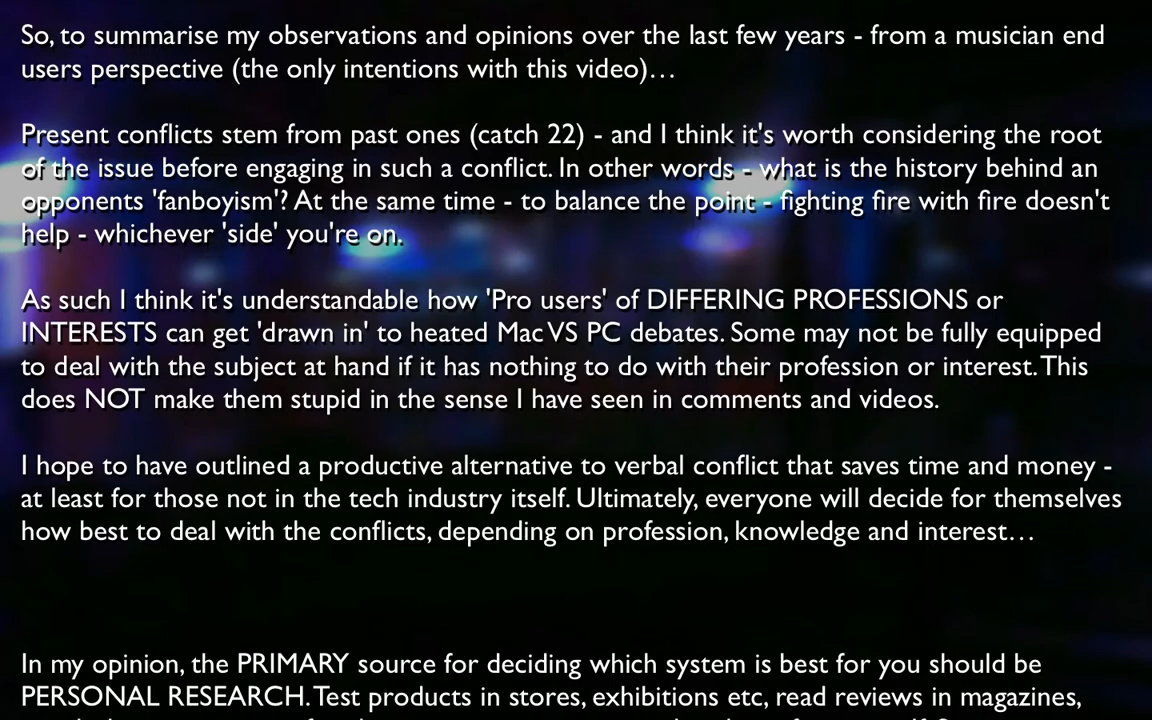 So, to summarise my observations and opinions over the last few years - from a musician end
users perspective (the only intentions with this video)…
Present conflicts stem from past ones (catch 22) - and I think it's worth considering the root
of the issue before engaging in such a conflict. In other words - what is the history behind an
opponents 'fanboyism'? At the same time - to balance the point - fighting fire with fire doesn't
help - whichever 'side' you're on.
As such I think it's understandable how 'Pro users' of DIFFERING PROFESSIONS or
INTERESTS can get 'drawn in' to heated Mac VS PC debates. Some may not be fully equipped
to deal with the subject at hand if it has nothing to do with their profession or interest. This
does NOT make them stupid in the sense I have seen in comments and videos.
I hope to have outlined a productive alternative to verbal conflict that saves time and money -
at least for those not in the tech industry itself. Ultimately, everyone will decide for themselves
how best to deal with the conflicts, depending on profession, knowledge and interest…
In my opinion, the PRIMARY source for deciding which system is best for you should be
PERSONAL RESEARCH. Test products in stores, exhibitions etc, read reviews in magazines,